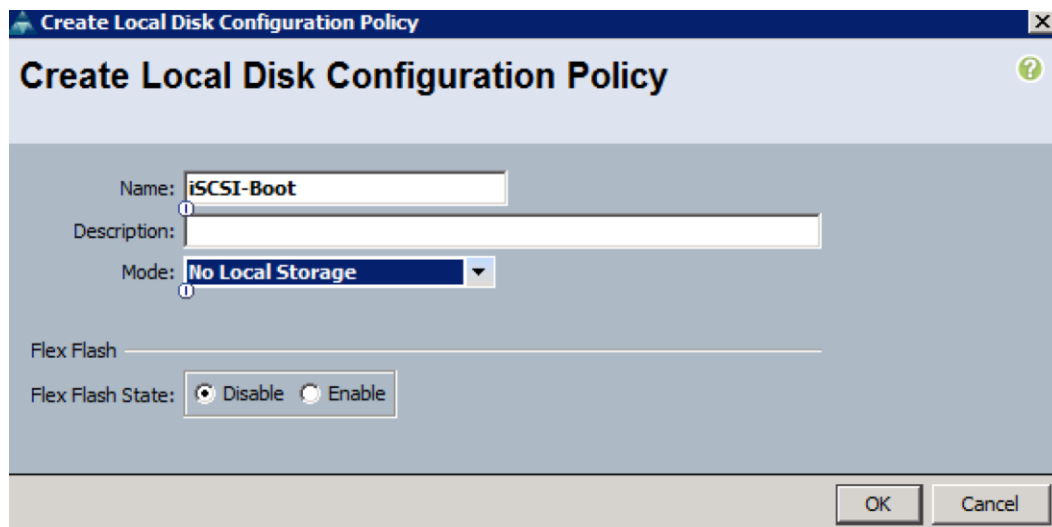 Create Local Disk Configuration Policy
Create Local Disk Configuration Policy
Name: iSCSI-Boot
Description:
Mode: No Local Storage
Flex Flash
Flex Flash State: Disable Enable
OK Cancel